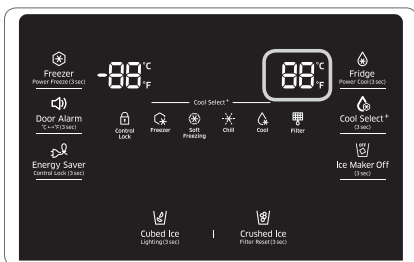 Freezer
Power Freeze (3 sec)
-88 °C
°F
88 °C
°F
Fridge
Power Cool (3 sec)
Door Alarm
°C ↔ °F (3 sec)
Cool Select+
Control
Lock
Freezer
Soft
Freezing
Chill
Cool
Filter
Cool Select+
(3 sec)
Energy Saver
Control Lock (3 sec)
OFF
Ice Maker Off
(3 sec)
Cubed Ice
Lighting (3 sec)
Crushed Ice
Filter Reset (3 sec)